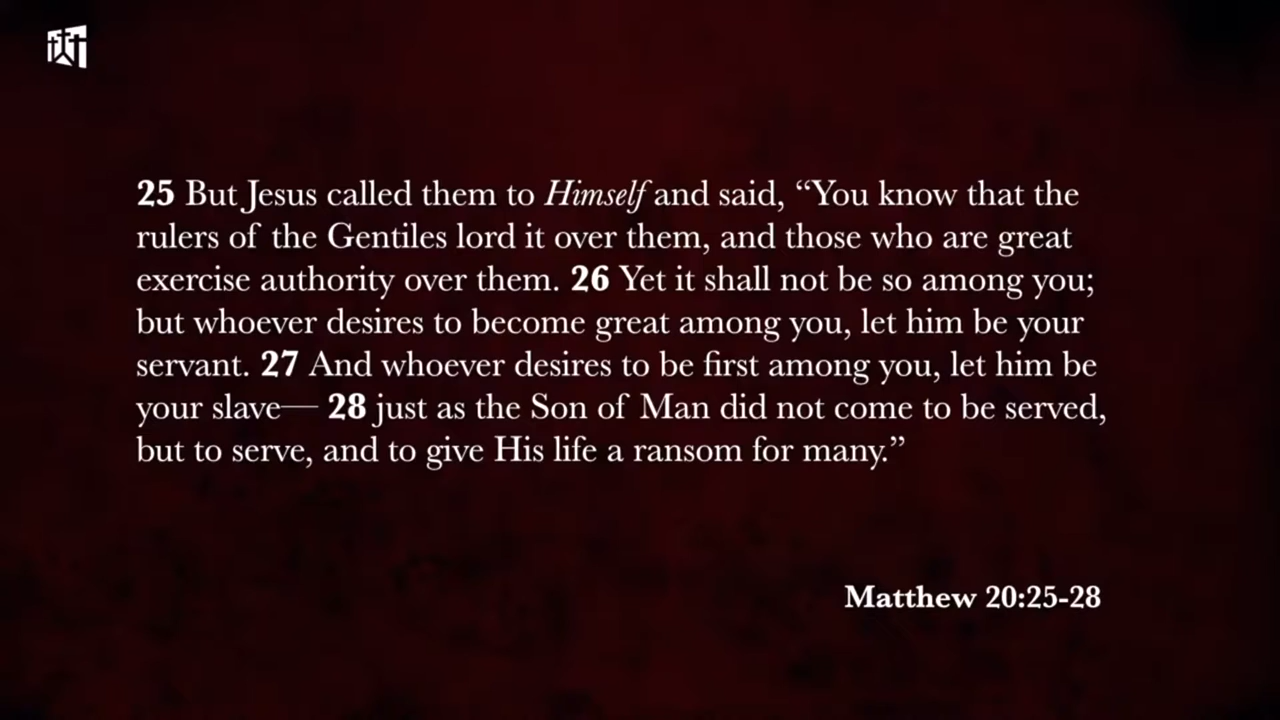 25 But Jesus called them to Himself and said, “You know that the
rulers of the Gentiles lord it over them, and those who are great
exercise authority over them. 26 Yet it shall not be so among you;
but whoever desires to become great among you, let him be your
servant. 27 And whoever desires to be first among you, let him be
your slave— 28 just as the Son of Man did not come to be served,
but to serve, and to give His life a ransom for many.”
Matthew 20:25-28